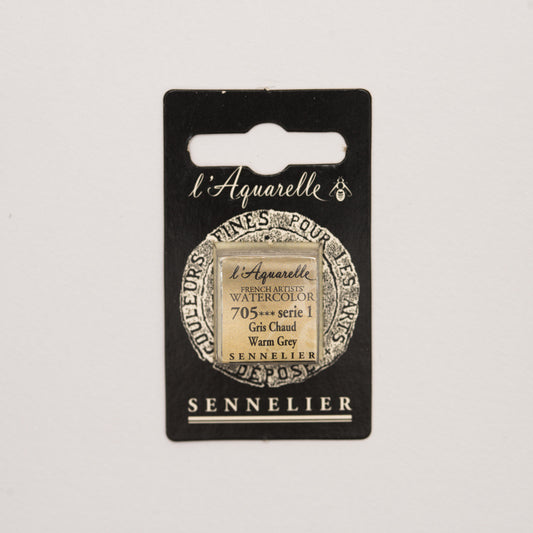 l'Aquarelle
COULEURS FINES POUR LES ARTS
l'Aquarelle
FRENCH ARTISTS'
WATERCOLOR
705*** serie 1
Gris Chaud
Warm Grey
SENNELIER
DÉPOSÉ
SENNELIER